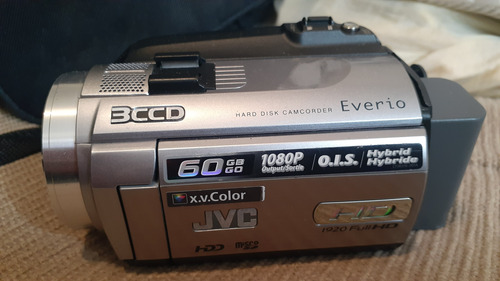 3CCD
HARD DISK CAMCORDER Everio
60 GB GO 1080P Output/Sortie O.I.S. Hybrid Hybride
x.v.Color
JVC
HD
1920 Full HD
HDD micro